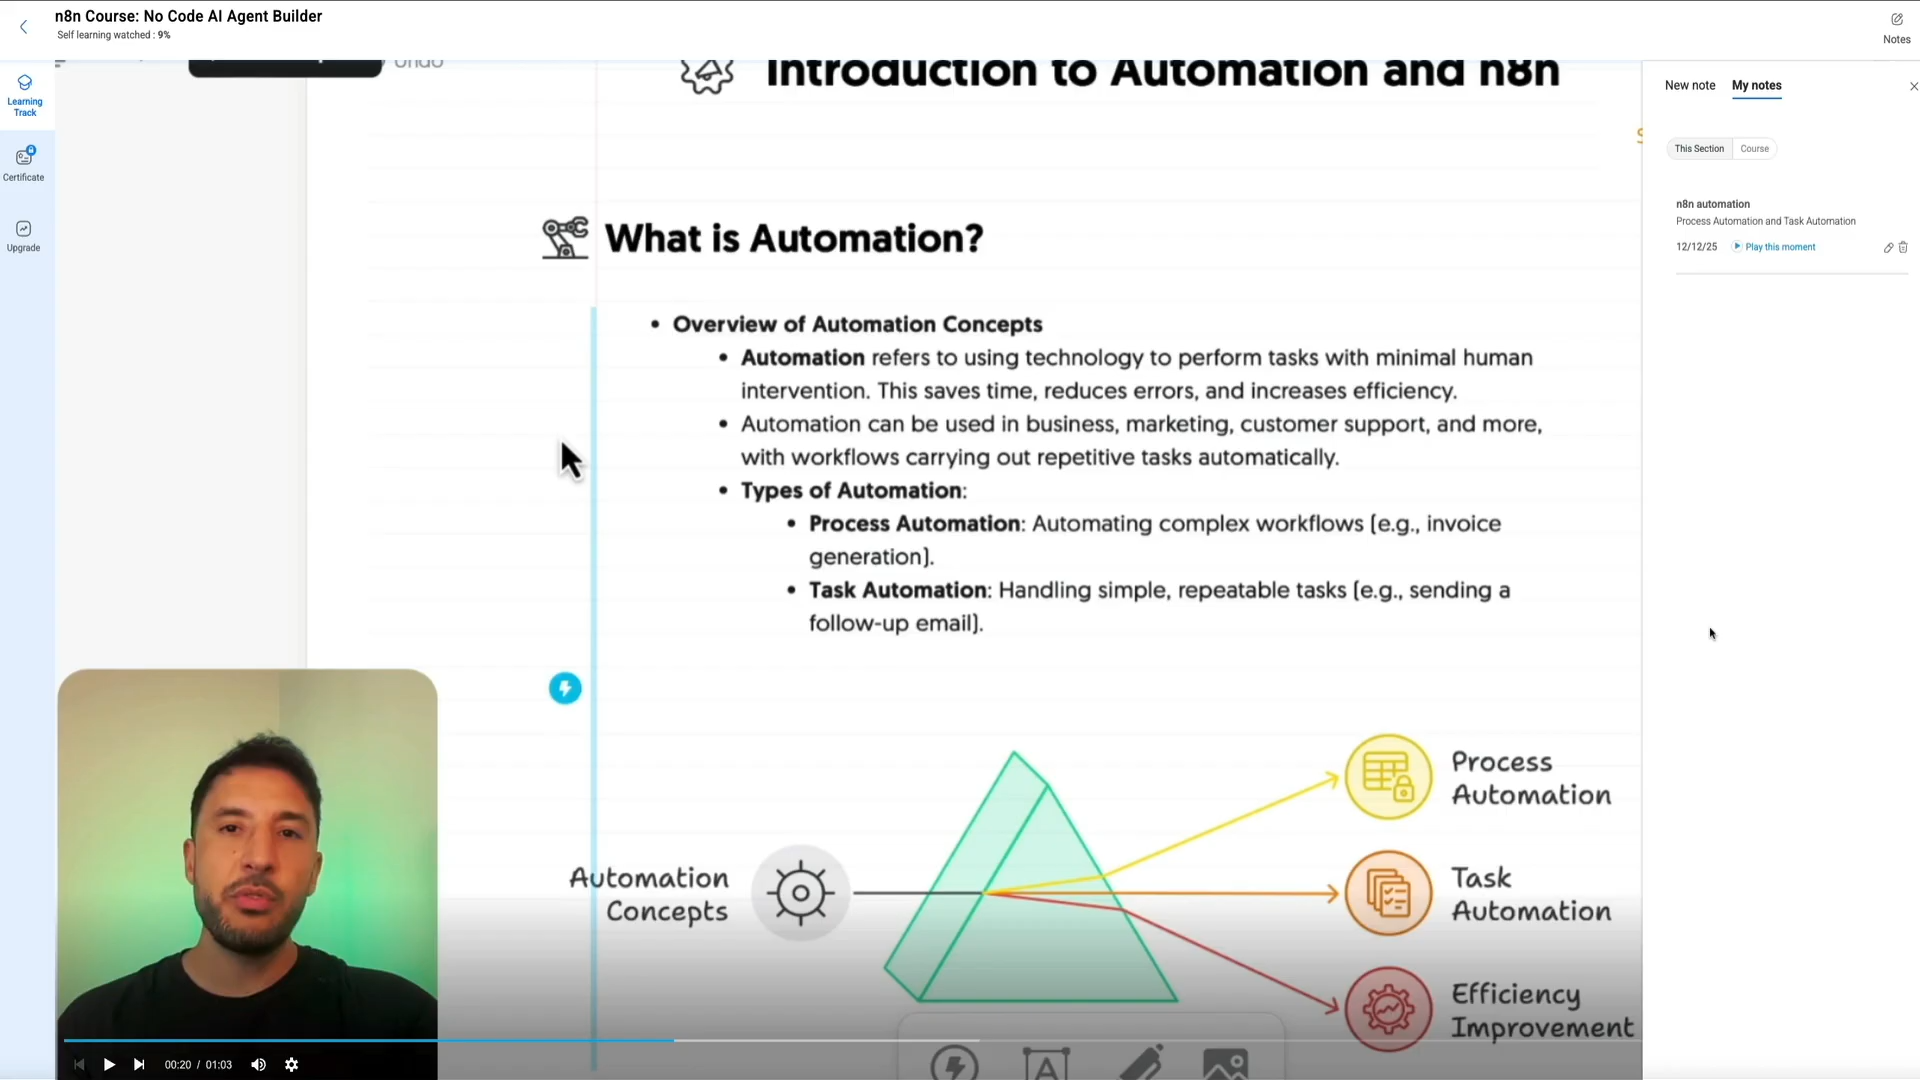 n8n Course: No Code AI Agent Builder
Self learning watched : 9%
Notes
Learning
Track
Certificate
Upgrade
Undo
Introduction to Automation and n8n
What is Automation?
• Overview of Automation Concepts
• Automation refers to using technology to perform tasks with minimal human
intervention. This saves time, reduces errors, and increases efficiency.
• Automation can be used in business, marketing, customer support, and more,
with workflows carrying out repetitive tasks automatically.
• Types of Automation:
• Process Automation: Automating complex workflows (e.g., invoice
generation).
• Task Automation: Handling simple, repeatable tasks (e.g., sending a
follow-up email).
Automation
Concepts
Process
Automation
Task
Automation
Efficiency
Improvement
00:20 / 01:03
New note
My notes
This Section
Course
n8n automation
Process Automation and Task Automation
12/12/25
Play this moment